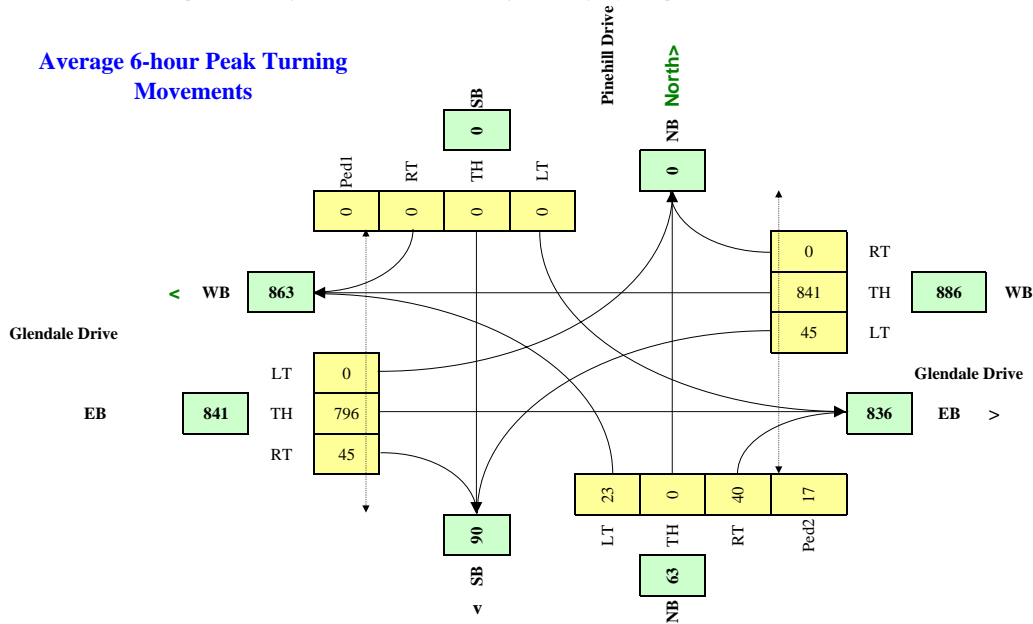 Average 6-hour Peak Turning
Movements
Pinehill Drive
North>
SB
0
NB
0
Ped1
RT
TH
LT
0
0
0
0
0
RT
< WB
863
841
TH
886
WB
45
LT
Glendale Drive
LT
0
Glendale Drive
EB
841
TH
796
836
EB >
RT
45
23
0
40
17
90
LT
TH
RT
Ped2
SB
63
v
NB